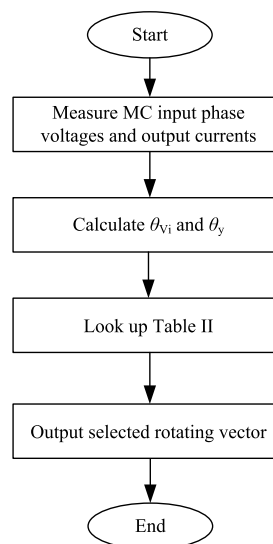 Start
Measure MC input phase
voltages and output currents
Calculate θVi and θy
Look up Table II
Output selected rotating vector
End